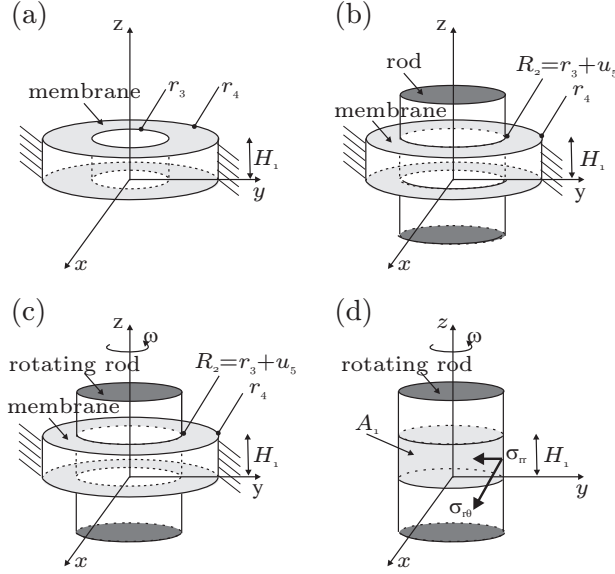 (a)
z
membrane
r₃
r₄
H₁
y
x
(b)
z
rod
R₂=r₃+u₅
membrane
r₄
H₁
y
x
(c)
z
ω
rotating rod
R₂=r₃+u₅
membrane
r₄
H₁
y
x
(d)
z
ω
rotating rod
A₁
σᵣᵣ
H₁
y
σᵣθ
x